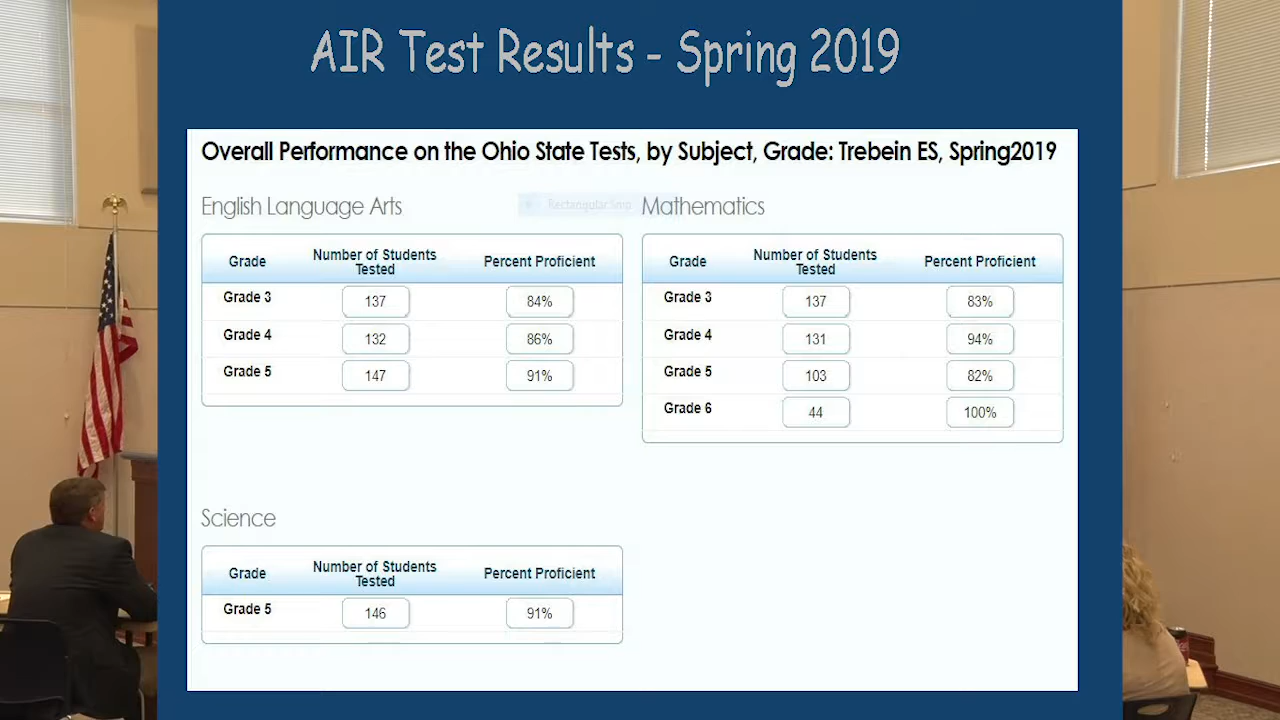 AIR Test Results - Spring 2019
Overall Performance on the Ohio State Tests, by Subject, Grade: Trebein ES, Spring2019
English Language Arts
Grade Number of Students Tested Percent Proficient
Grade 3 137 84%
Grade 4 132 86%
Grade 5 147 91%
Rectangular Snip
Mathematics
Grade Number of Students Tested Percent Proficient
Grade 3 137 83%
Grade 4 131 94%
Grade 5 103 82%
Grade 6 44 100%
Science
Grade Number of Students Tested Percent Proficient
Grade 5 146 91%